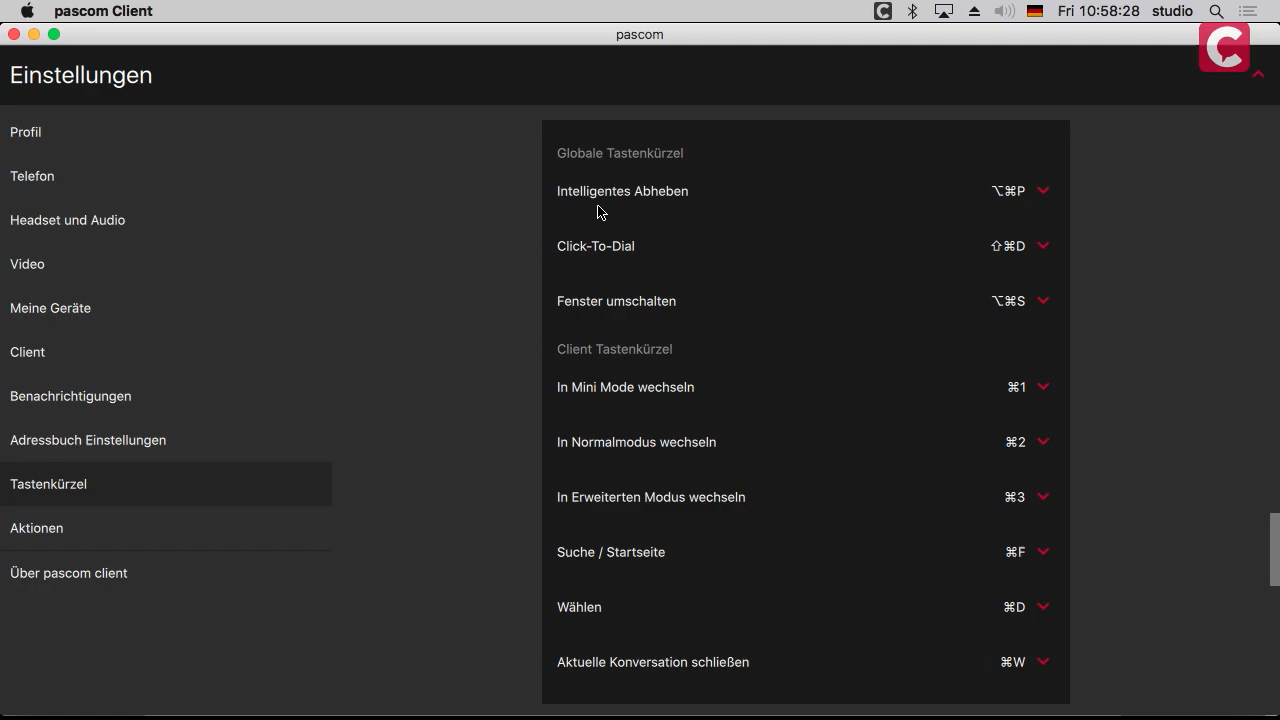 pascom Client
Fri 10:58:28 studio
pascom
Einstellungen
Profil
Telefon
Headset und Audio
Video
Meine Geräte
Client
Benachrichtigungen
Adressbuch Einstellungen
Tastenkürzel
Aktionen
Über pascom client
Globale Tastenkürzel
Intelligentes Abheben ⌥⌘P
Click-To-Dial ⇧⌘D
Fenster umschalten ⌥⌘S
Client Tastenkürzel
In Mini Mode wechseln ⌘1
In Normalmodus wechseln ⌘2
In Erweiterten Modus wechseln ⌘3
Suche / Startseite ⌘F
Wählen ⌘D
Aktuelle Konversation schließen ⌘W